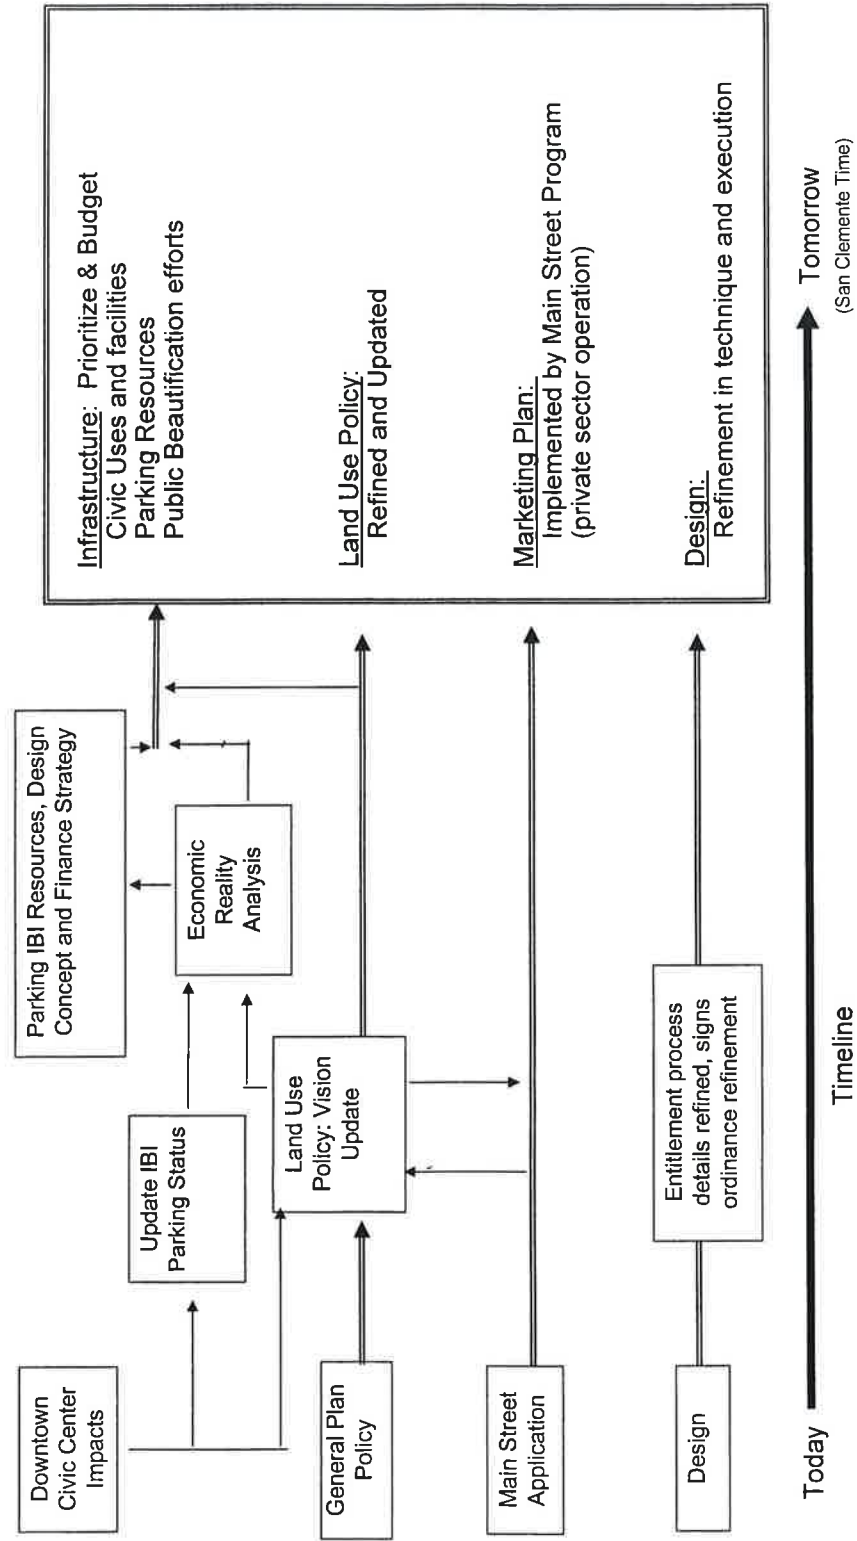 Downtown
Civic Center
Impacts
General Plan
Policy
Main Street
Application
Design
Update IBI
Parking Status
Land Use
Policy: Vision
Update
Entitlement process
details refined, signs
ordinance refinement
Parking IBI Resources, Design
Concept and Finance Strategy
Economic
Reality
Analysis
Infrastructure: Prioritize & Budget
Civic Uses and facilities
Parking Resources
Public Beautification efforts
Land Use Policy:
Refined and Updated
Marketing Plan:
Implemented by Main Street Program
(private sector operation)
Design:
Refinement in technique and execution
Today
Timeline
Tomorrow
(San Clemente Time)